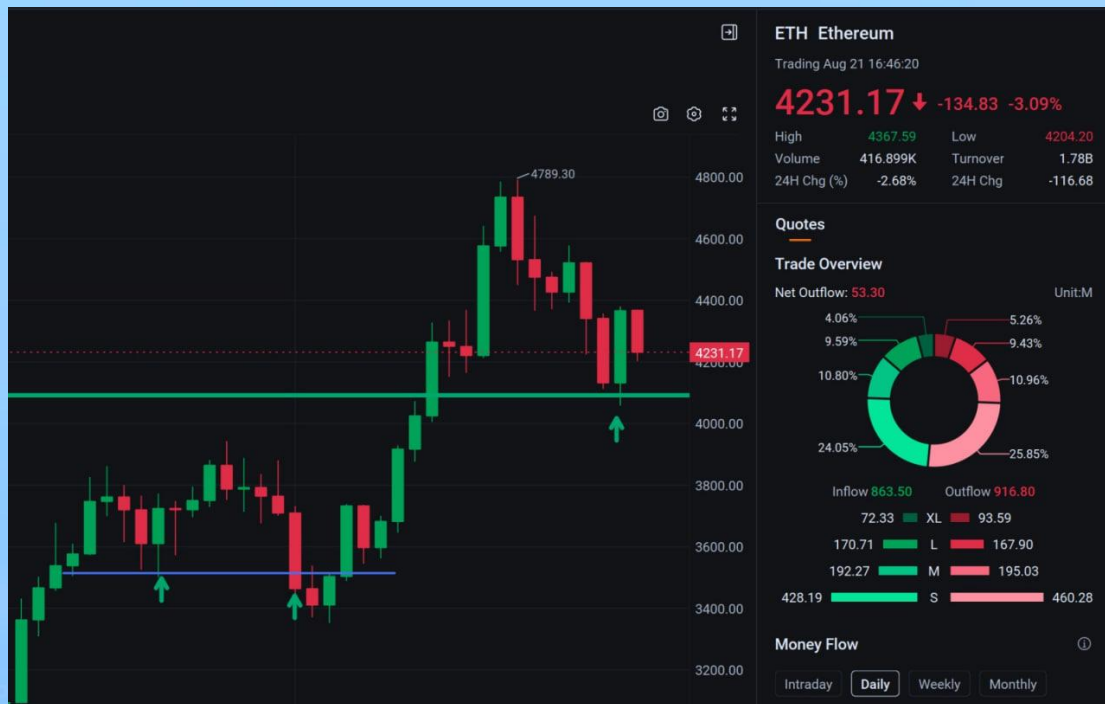 4789.30
4800.00
4600.00
4400.00
4231.17
4200.00
4000.00
3800.00
3600.00
3400.00
3200.00
ETH Ethereum
Trading Aug 21 16:46:20
4231.17 -134.83 -3.09%
High 4367.59 Low 4204.20
Volume 416.899K Turnover 1.78B
24H Chg (%) -2.68% 24H Chg -116.68
Quotes
Trade Overview
Net Outflow: 53.30 Unit:M
4.06% 5.26%
9.59% 9.43%
10.80% 10.96%
24.05% 25.85%
Inflow 863.50 Outflow 916.80
72.33 XL 93.59
170.71 L 167.90
192.27 M 195.03
428.19 S 460.28
Money Flow
Intraday Daily Weekly Monthly